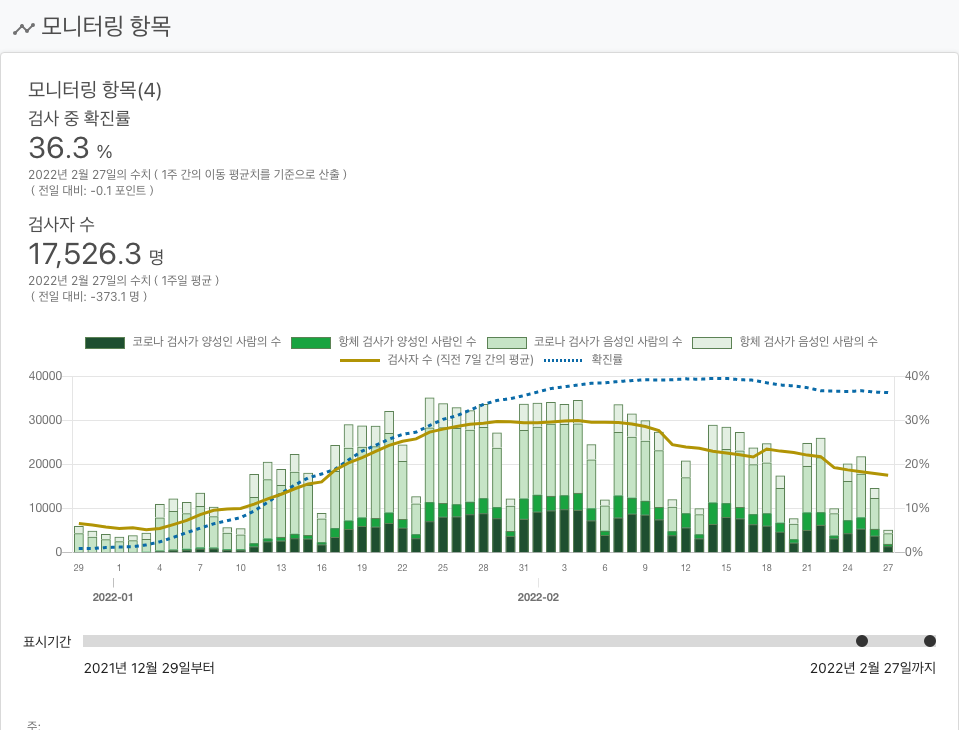 모니터링 항목
모니터링 항목(4)
검사 중 확진률
36.3 %
2022년 2월 27일의 수치 ( 1주 간의 이동 평균치를 기준으로 산출 )
( 전일 대비: -0.1 포인트 )
검사자 수
17,526.3 명
2022년 2월 27일의 수치 ( 1주일 평균 )
( 전일 대비: -373.1 명 )
코로나 검사가 양성인 사람의 수 항체 검사가 양성인 사람인 수 코로나 검사가 음성인 사람의 수 항체 검사가 음성인 사람의 수
검사자 수 (직전 7일 간의 평균) 확진률
40000 40%
30000 30%
20000 20%
10000 10%
0 0%
29 1 4 7 10 13 16 19 22 25 28 31 3 6 9 12 15 18 21 24 27
2022-01 2022-02
표시기간
2021년 12월 29일부터 2022년 2월 27일까지
주: